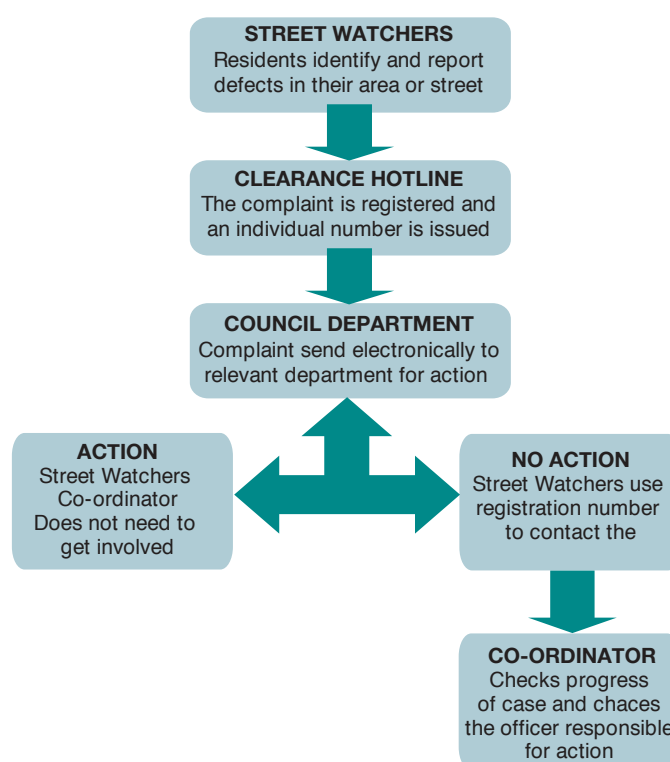 STREET WATCHERS
Residents identify and report
defects in their area or street
CLEARANCE HOTLINE
The complaint is registered and
an individual number is issued
COUNCIL DEPARTMENT
Complaint send electronically to
relevant department for action
ACTION
Street Watchers
Co-ordinator
Does not need to
get involved
NO ACTION
Street Watchers use
registration number
to contact the
CO-ORDINATOR
Checks progress
of case and chaces
the officer responsible
for action